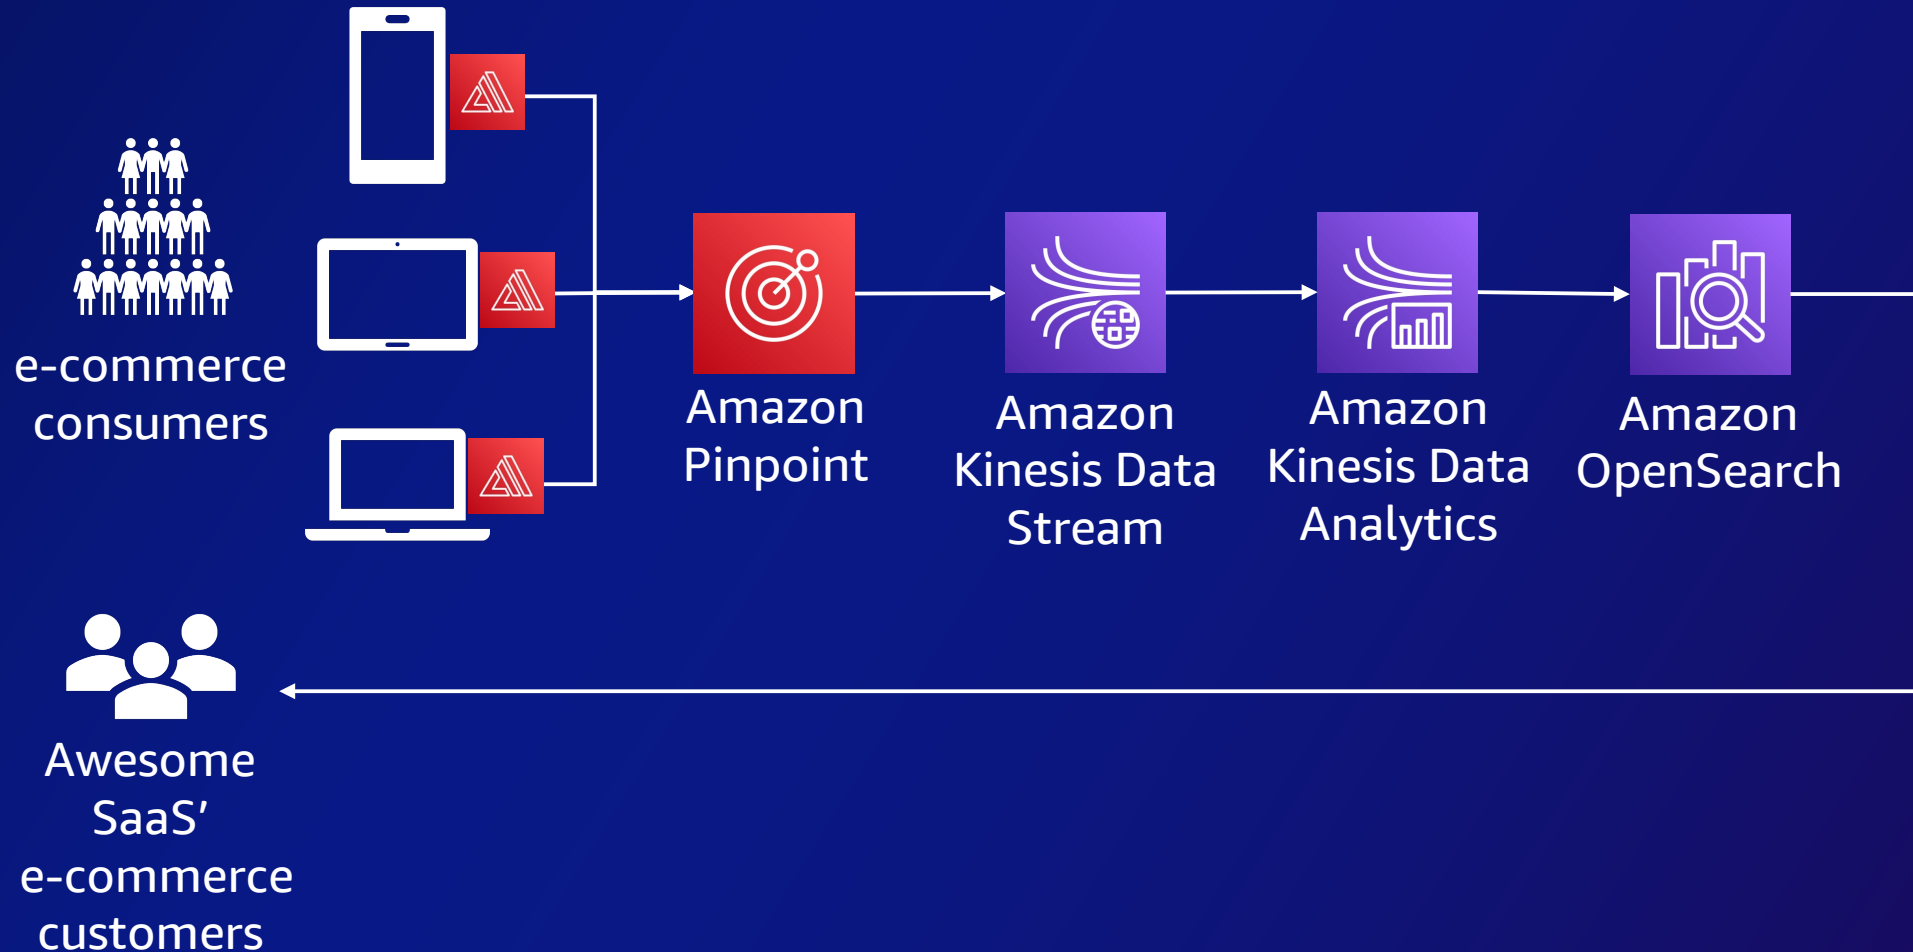 e-commerce
consumers
Amazon
Pinpoint
Amazon
Kinesis Data
Stream
Amazon
Kinesis Data
Analytics
Amazon
OpenSearch
Awesome
SaaS’
e-commerce
customers